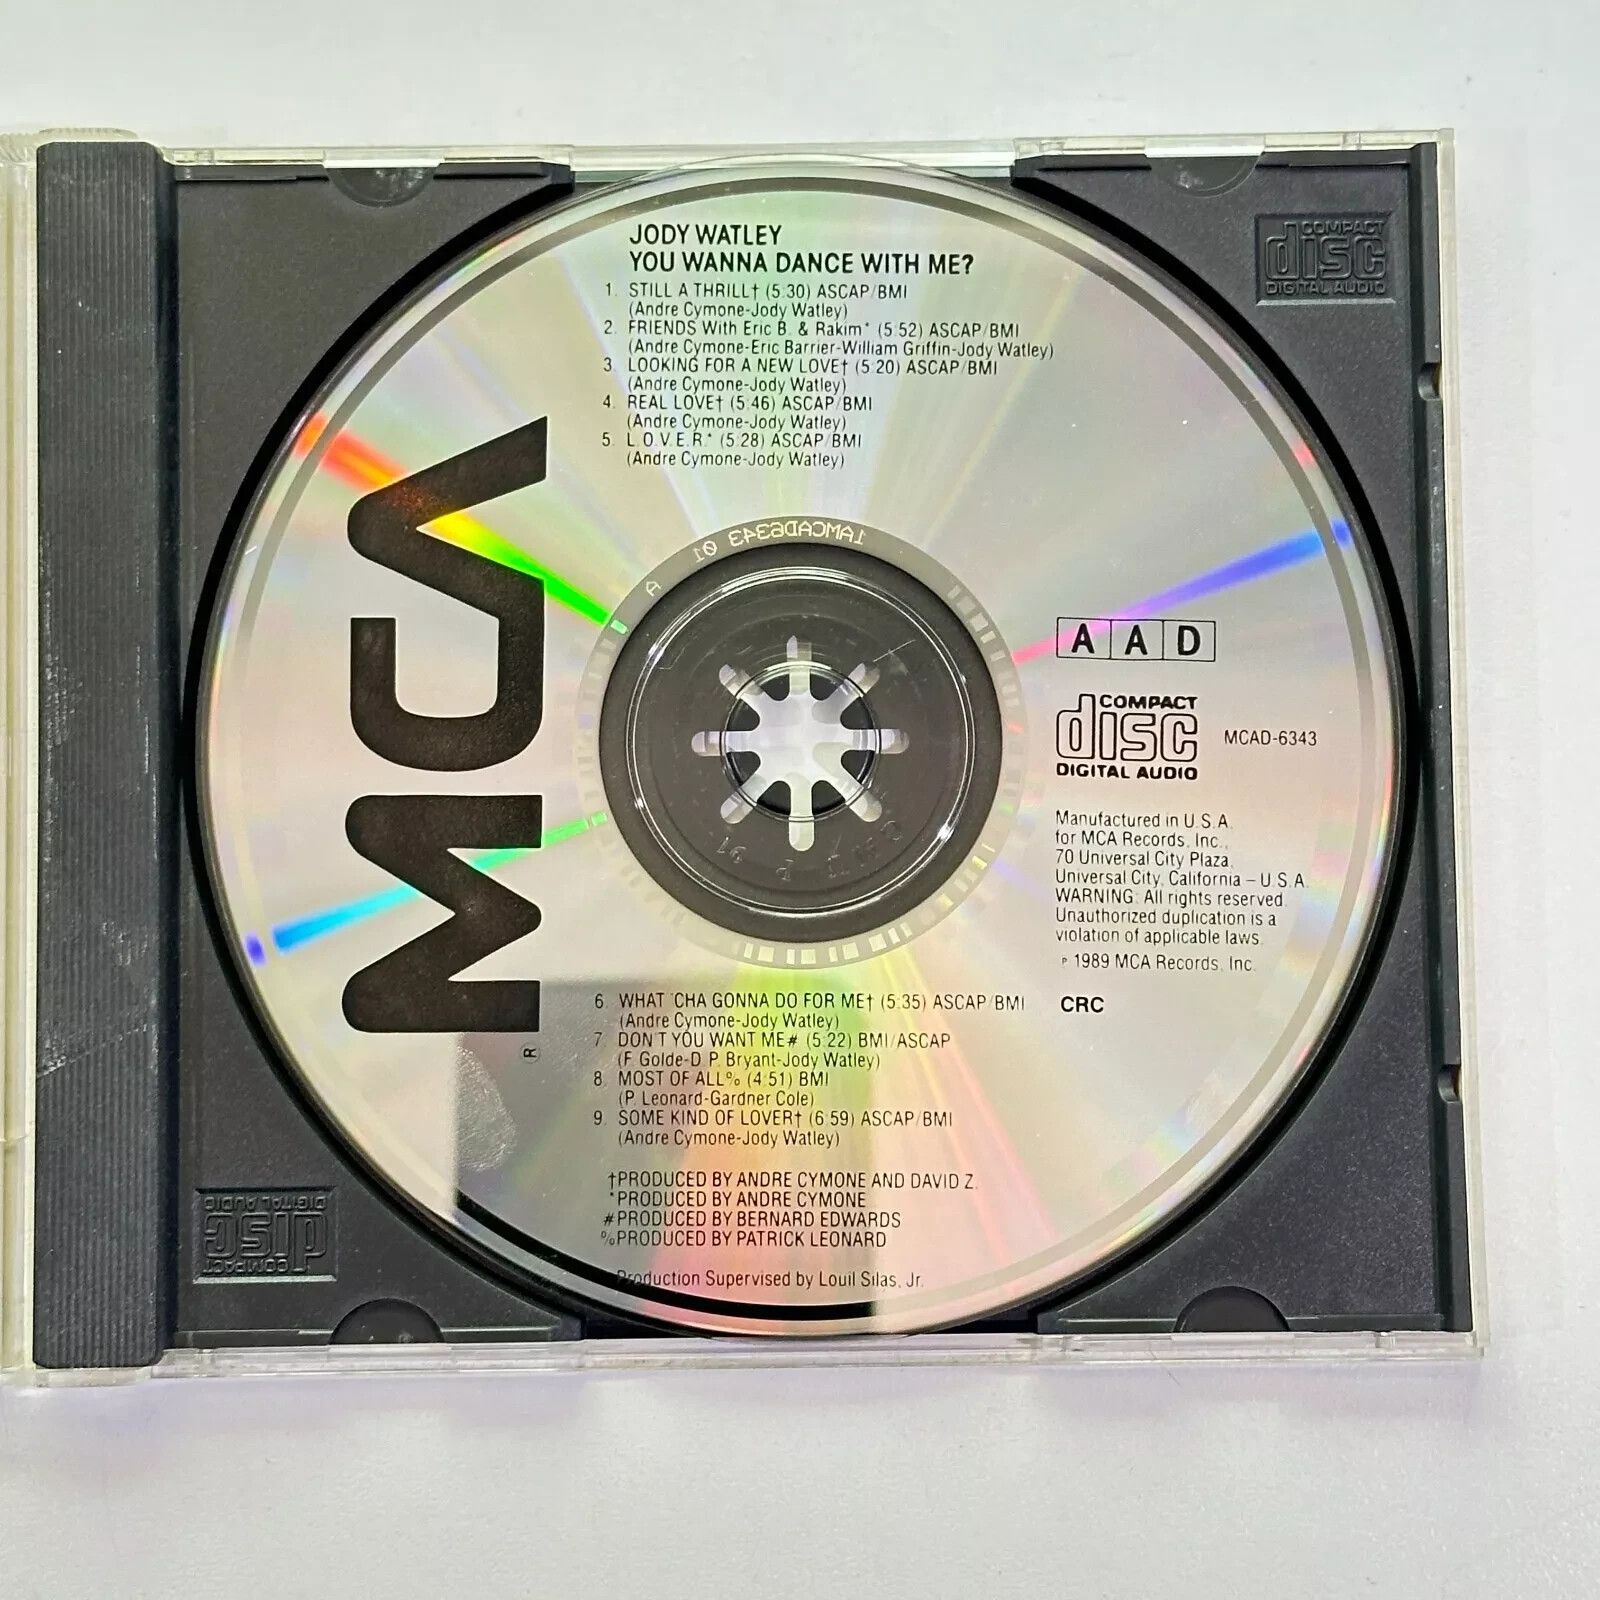 JODY WATLEY
YOU WANNA DANCE WITH ME?
1. STILL A THRILL† (5:30) ASCAP/BMI
(Andre Cymone-Jody Watley)
2. FRIENDS With Eric B. & Rakim* (5:52) ASCAP/BMI
(Andre Cymone-Eric Barrier-William Griffin-Jody Watley)
3. LOOKING FOR A NEW LOVE† (5:20) ASCAP/BMI
(Andre Cymone-Jody Watley)
4. REAL LOVE† (5:46) ASCAP/BMI
(Andre Cymone-Jody Watley)
5. L.O.V.E.R.* (5:28) ASCAP/BMI
(Andre Cymone-Jody Watley)
COMPACT
disc
DIGITAL AUDIO
MCA
®
1AMCAD6343 01 A
A A D
COMPACT
disc
DIGITAL AUDIO
MCAD-6343
Manufactured in U.S.A.
for MCA Records, Inc.,
70 Universal City Plaza,
Universal City, California – U.S.A.
WARNING: All rights reserved.
Unauthorized duplication is a
violation of applicable laws.
℗ 1989 MCA Records, Inc.
CRC
6. WHAT 'CHA GONNA DO FOR ME† (5:35) ASCAP/BMI
(Andre Cymone-Jody Watley)
7. DON'T YOU WANT ME# (5:22) BMI/ASCAP
(F. Golde-D.P. Bryant-Jody Watley)
8. MOST OF ALL% (4:51) BMI
(P. Leonard-Gardner Cole)
9. SOME KIND OF LOVER† (6:59) ASCAP/BMI
(Andre Cymone-Jody Watley)
†PRODUCED BY ANDRE CYMONE AND DAVID Z.
*PRODUCED BY ANDRE CYMONE
#PRODUCED BY BERNARD EDWARDS
%PRODUCED BY PATRICK LEONARD
Production Supervised by Louil Silas, Jr.
COMPACT
disc
DIGITAL AUDIO